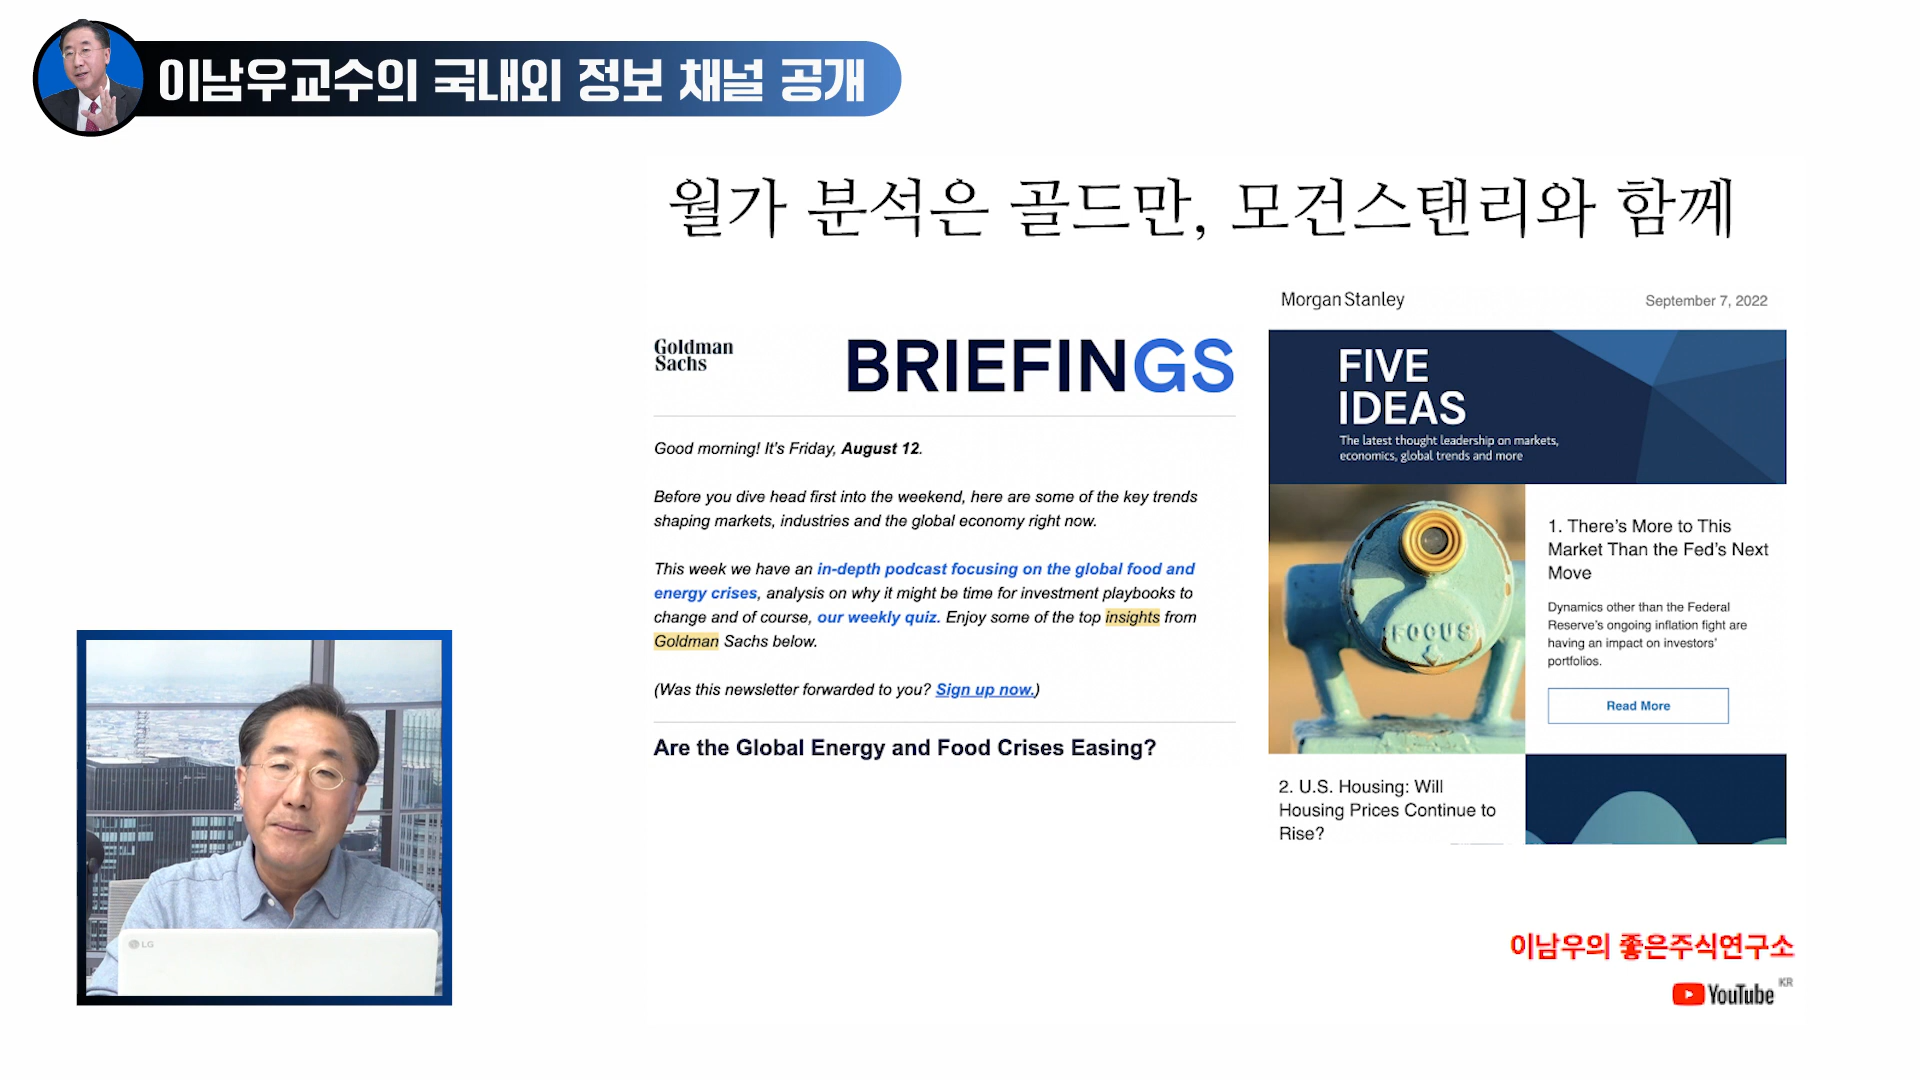 이남우교수의 국내외 정보 채널 공개
월가 분석은 골드만, 모건스탠리와 함께
Goldman
Sachs
BRIEFINGS
Good morning! It's Friday, August 12.
Before you dive head first into the weekend, here are some of the key trends
shaping markets, industries and the global economy right now.
This week we have an in-depth podcast focusing on the global food and
energy crises, analysis on why it might be time for investment playbooks to
change and of course, our weekly quiz. Enjoy some of the top insights from
Goldman Sachs below.
(Was this newsletter forwarded to you? Sign up now.)
Are the Global Energy and Food Crises Easing?
Morgan Stanley
September 7, 2022
FIVE
IDEAS
The latest thought leadership on markets,
economics, global trends and more
FOCUS
1. There's More to This
Market Than the Fed's Next
Move
Dynamics other than the Federal
Reserve's ongoing inflation fight are
having an impact on investors'
portfolios.
Read More
2. U.S. Housing: Will
Housing Prices Continue to
Rise?
LG
이남우의 좋은주식연구소
YouTube KR